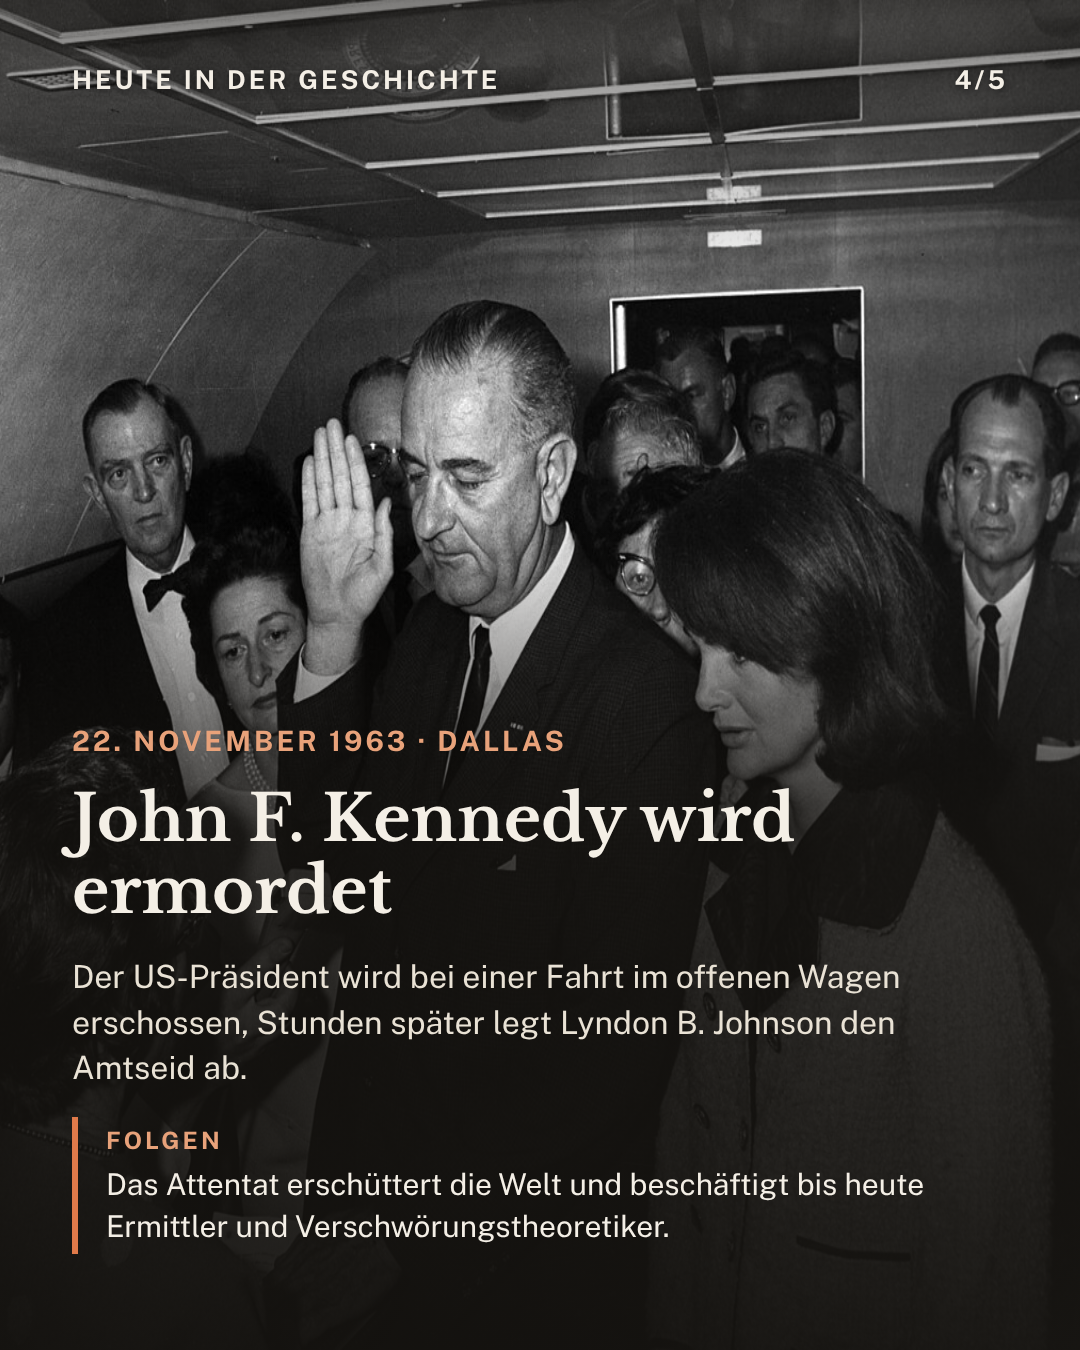 HEUTE IN DER GESCHICHTE
4/5
22. NOVEMBER 1963 · DALLAS
John F. Kennedy wird
ermordet
Der US-Präsident wird bei einer Fahrt im offenen Wagen
erschossen, Stunden später legt Lyndon B. Johnson den
Amtseid ab.
FOLGEN
Das Attentat erschüttert die Welt und beschäftigt bis heute
Ermittler und Verschwörungstheoretiker.